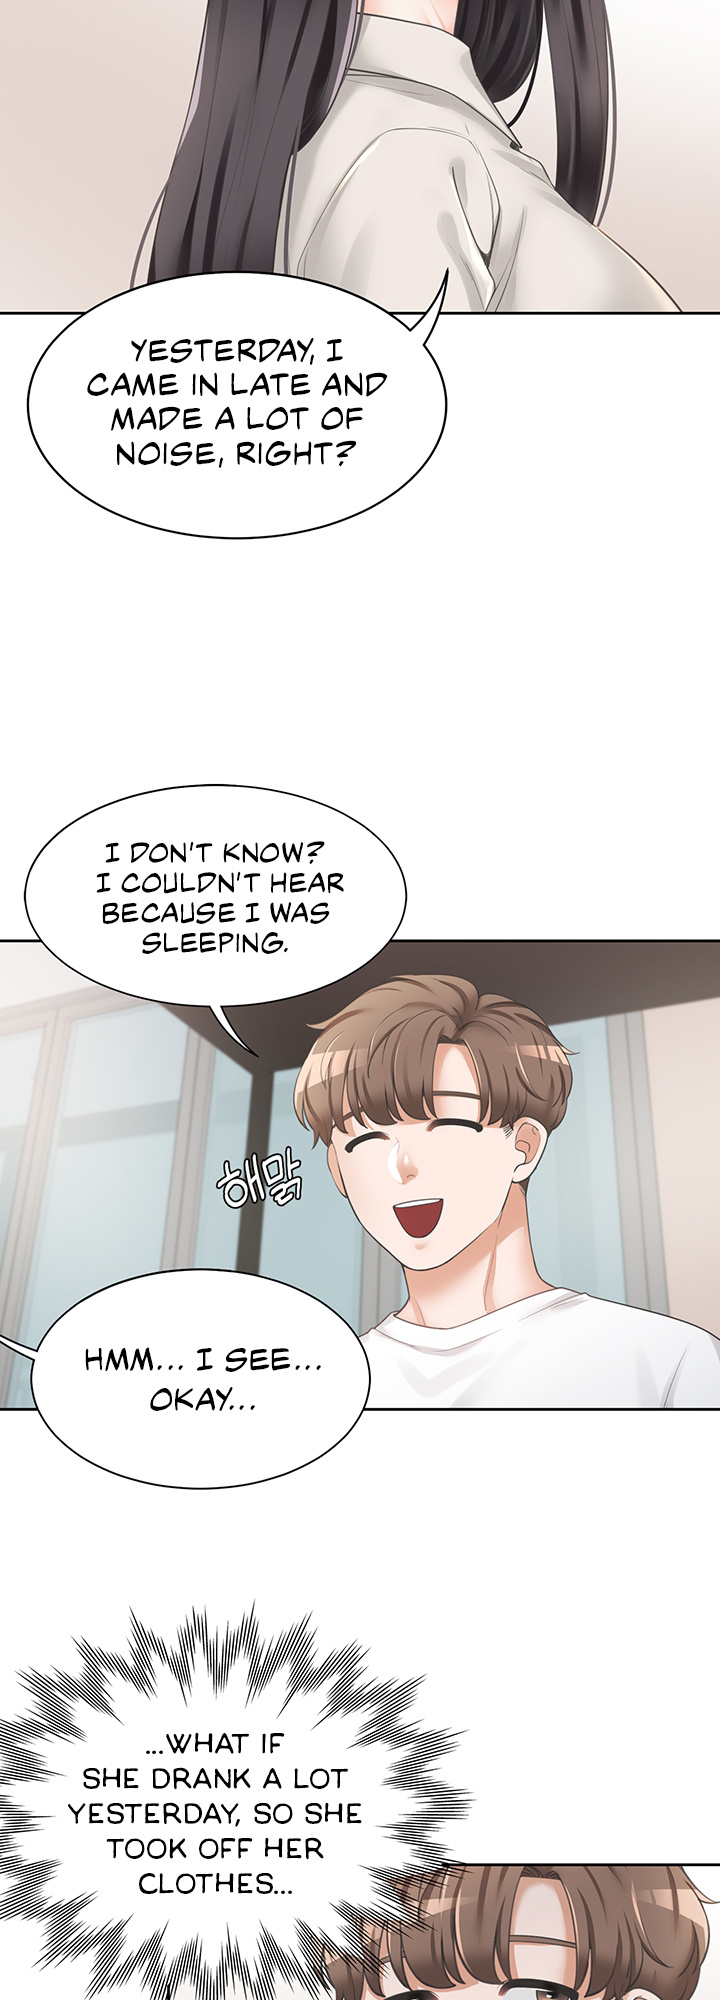 YESTERDAY, I
CAME IN LATE AND
MADE A LOT OF
NOISE, RIGHT?
I DON'T KNOW?
I COULDN'T HEAR
BECAUSE I WAS
SLEEPING.
해맑
HMM... I SEE...
OKAY...
...WHAT IF
SHE DRANK A LOT
YESTERDAY, SO SHE
TOOK OFF HER
CLOTHES...